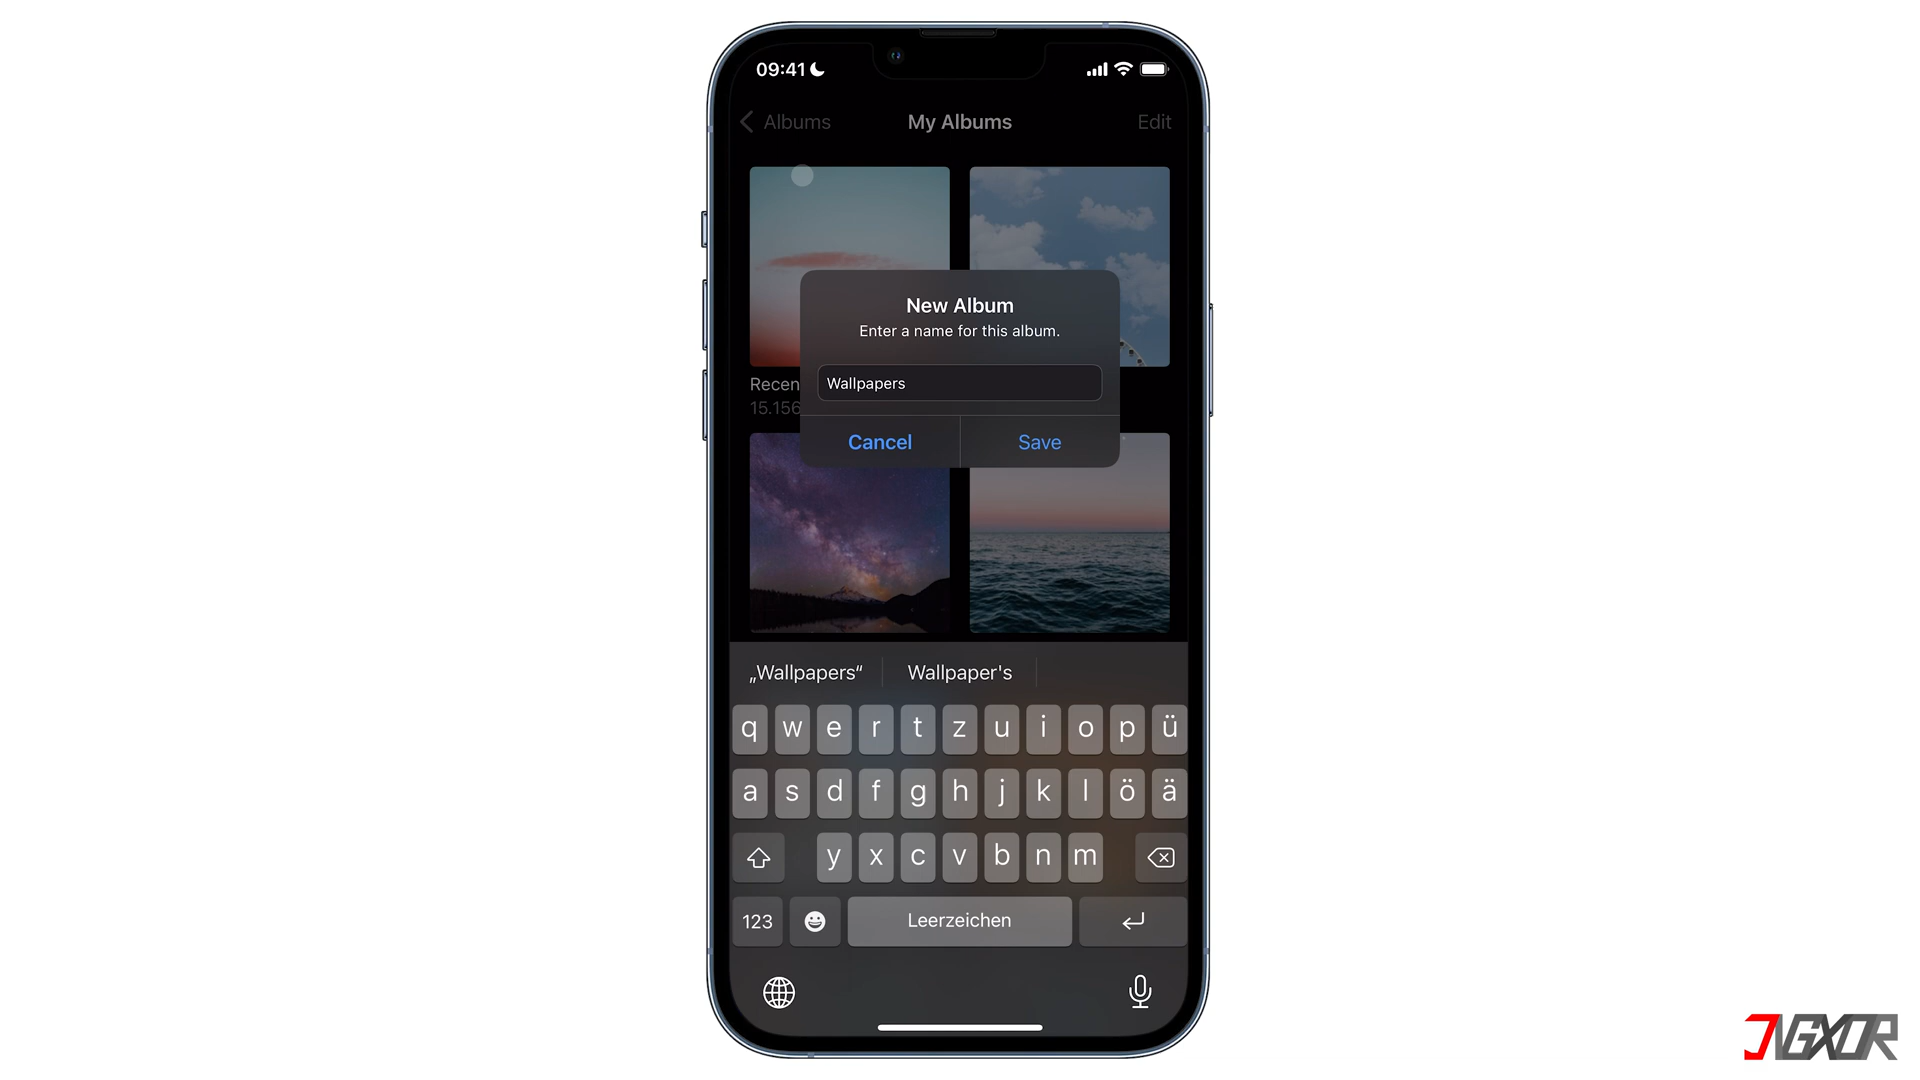 09:41
Albums
My Albums
Edit
New Album
Enter a name for this album.
Recen
15.156
Wallpapers
Cancel
Save
„Wallpapers“
Wallpaper's
q w e r t z u i o p ü
a s d f g h j k l ö ä
y x c v b n m
123
Leerzeichen
JVGXOR